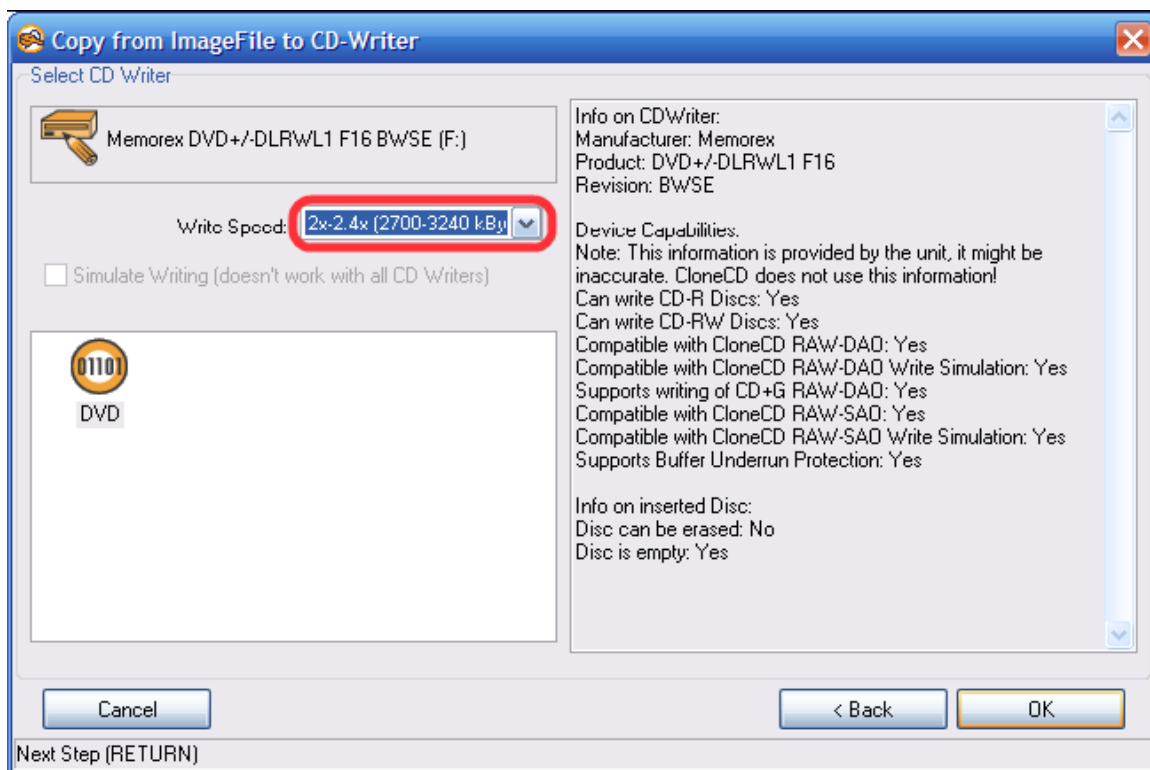 Copy from ImageFile to CD-Writer
Select CD Writer
Memorex DVD+/-DLRWL1 F16 BWSE (F:)
Write Speed: 2x-2.4x (2700-3240 kBy
Simulate Writing (doesn't work with all CD Writers)
01101
DVD
Info on CDWriter:
Manufacturer: Memorex
Product: DVD+/-DLRWL1 F16
Revision: BWSE
Device Capabilities:
Note: This information is provided by the unit, it might be
inaccurate. CloneCD does not use this information!
Can write CD-R Discs: Yes
Can write CD-RW Discs: Yes
Compatible with CloneCD RAW-DAO: Yes
Compatible with CloneCD RAW-DAO Write Simulation: Yes
Supports writing of CD+G RAW-DAO: Yes
Compatible with CloneCD RAW-SAO: Yes
Compatible with CloneCD RAW-SAO Write Simulation: Yes
Supports Buffer Underrun Protection: Yes
Info on inserted Disc:
Disc can be erased: No
Disc is empty: Yes
Cancel
< Back
OK
Next Step (RETURN)